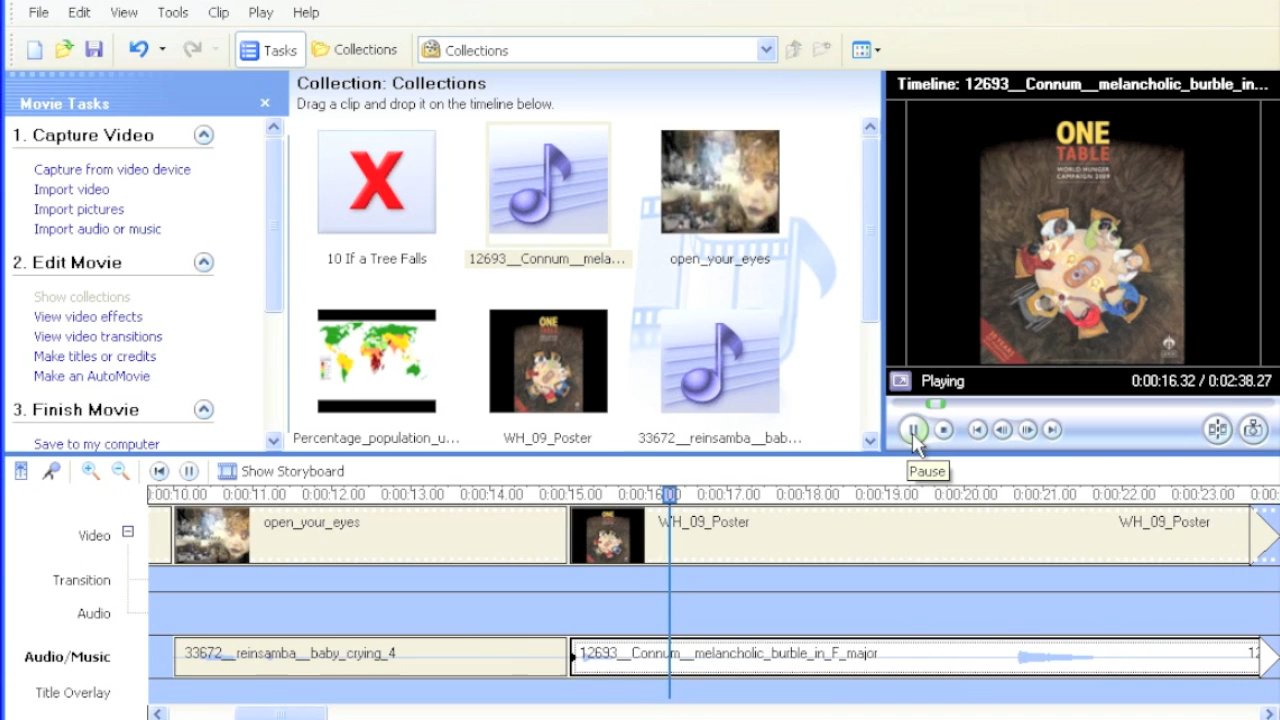 File Edit View Tools Clip Play Help
Tasks Collections Collections
Movie Tasks
1. Capture Video
Capture from video device
Import video
Import pictures
Import audio or music
2. Edit Movie
Show collections
View video effects
View video transitions
Make titles or credits
Make an AutoMovie
3. Finish Movie
Save to my computer
Collection: Collections
Drag a clip and drop it on the timeline below.
10 If a Tree Falls 12693__Connum__mela... open_your_eyes
ONE
Percentage_population_u... WH_09_Poster 33672__reinsamba__bab...
Timeline: 12693__Connum__melancholic_burble_in...
ONE
TABLE
WORLD HUNGER
CAMPAIGN 2009
Playing 0:00:16.32 / 0:02:38.27
Pause
Show Storyboard
0:00:10.00 0:00:11.00 0:00:12.00 0:00:13.00 0:00:14.00 0:00:15.00 0:00:16.00 0:00:17.00 0:00:18.00 0:00:19.00 0:00:20.00 0:00:21.00 0:00:22.00 0:00:23.00 0:00:
Video open_your_eyes WH_09_Poster WH_09_Poster
Transition
Audio
Audio/Music 33672__reinsamba__baby_crying_4 12693__Connum__melancholic_burble_in_F_major 12
Title Overlay